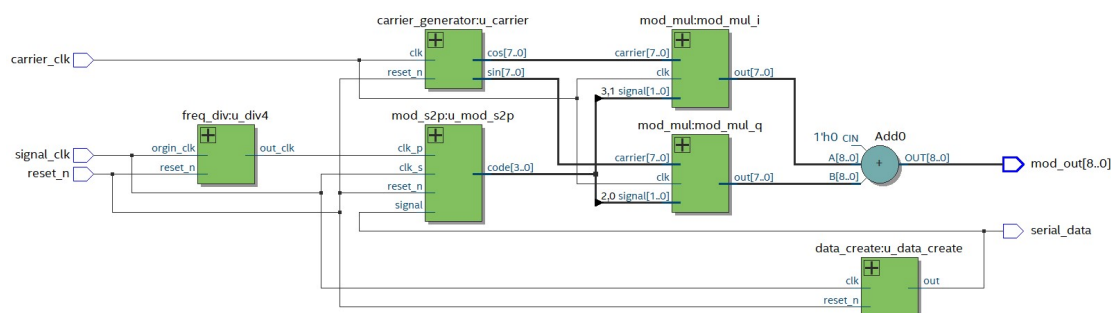 carrier_generator:u_carrier
mod_mul:mod_mul_i
carrier_clk
clk
cos[7..0]
carrier[7..0]
reset_n
sin[7..0]
clk
out[7..0]
3,1 signal[1..0]
freq_div:u_div4
mod_s2p:u_mod_s2p
mod_mul:mod_mul_q
1'h0 CIN
Add0
signal_clk
orgin_clk
out_clk
clk_p
carrier[7..0]
A[8..0]
+
OUT[8..0]
mod_out[8..0]
reset_n
reset_n
clk_s
code[3..0]
clk
out[7..0]
B[8..0]
reset_n
2,0 signal[1..0]
signal
serial_data
data_create:u_data_create
clk
out
reset_n